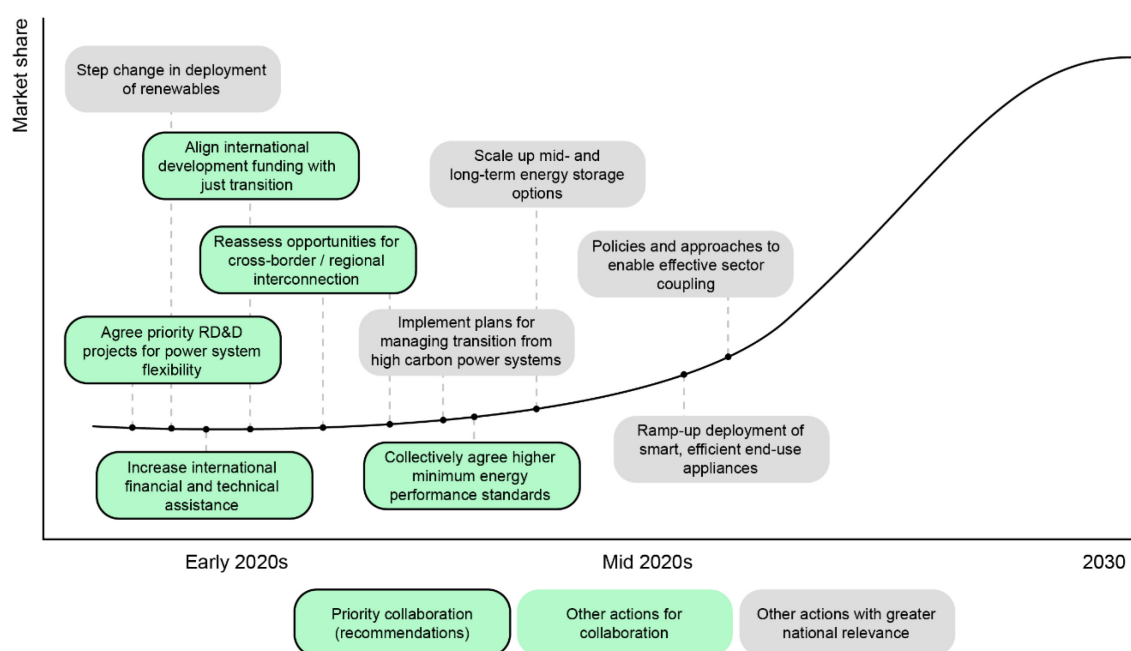 Market share
Step change in deployment
of renewables
Align international
development funding with
just transition
Scale up mid- and
long-term energy storage
options
Reassess opportunities for
cross-border / regional
interconnection
Policies and approaches to
enable effective sector
coupling
Agree priority RD&D
projects for power system
flexibility
Implement plans for
managing transition from
high carbon power systems
Increase international
financial and technical
assistance
Collectively agree higher
minimum energy
performance standards
Ramp-up deployment of
smart, efficient end-use
appliances
Early 2020s
Mid 2020s
2030
Priority collaboration
(recommendations)
Other actions for
collaboration
Other actions with greater
national relevance